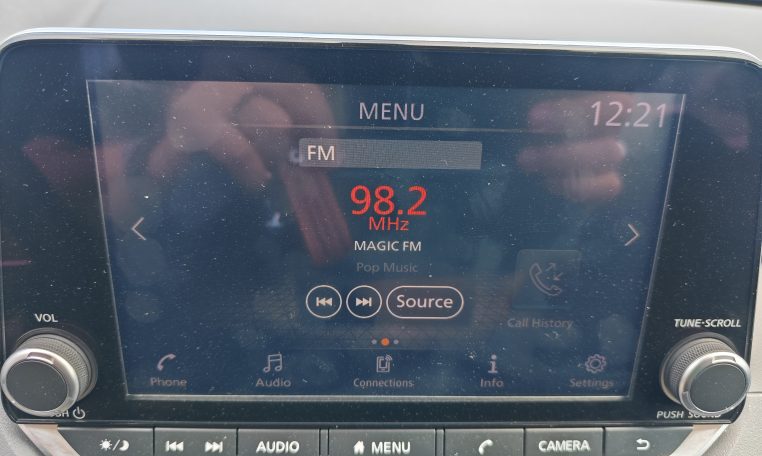 MENU
TA
12:21
FM
98.2
MHz
MAGIC FM
Pop Music
Source
Call History
VOL
TUNE·SCROLL
Phone
Audio
Connections
Info
Settings
PUSH SOUND
AUDIO
MENU
CAMERA